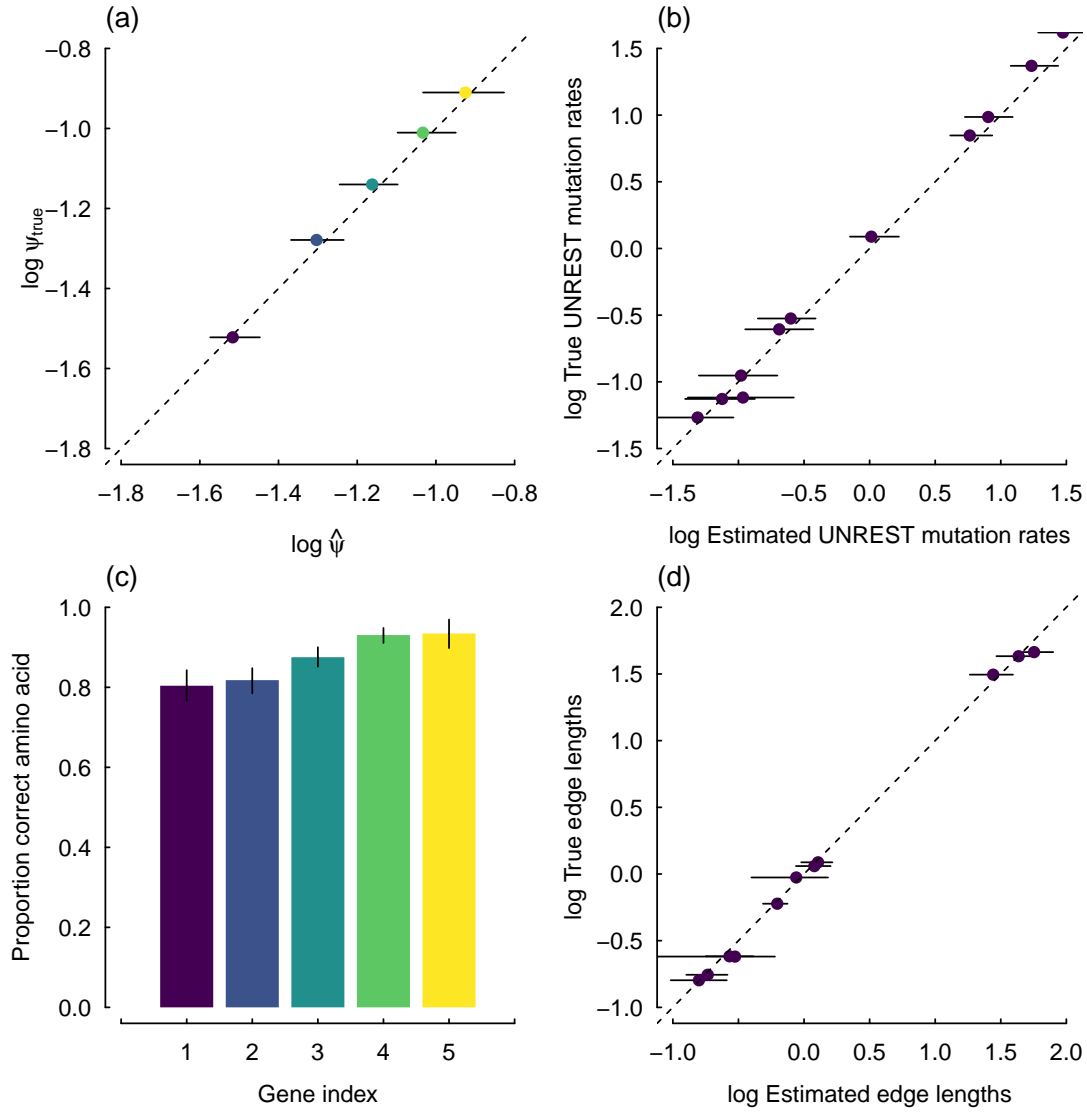 (a)
−0.8
−1.0
−1.2
−1.4
−1.6
−1.8
log ψtrue
−1.8 −1.6 −1.4 −1.2 −1.0 −0.8
log ψ̂
(b)
1.5
1.0
0.5
0.0
−0.5
−1.0
−1.5
log True UNREST mutation rates
−1.5 −0.5 0.0 0.5 1.0 1.5
log Estimated UNREST mutation rates
(c)
1.0
0.8
0.6
0.4
0.2
0.0
Proportion correct amino acid
1 2 3 4 5
Gene index
(d)
2.0
1.5
1.0
0.5
0.0
−0.5
−1.0
log True edge lengths
−1.0 0.0 0.5 1.0 1.5 2.0
log Estimated edge lengths